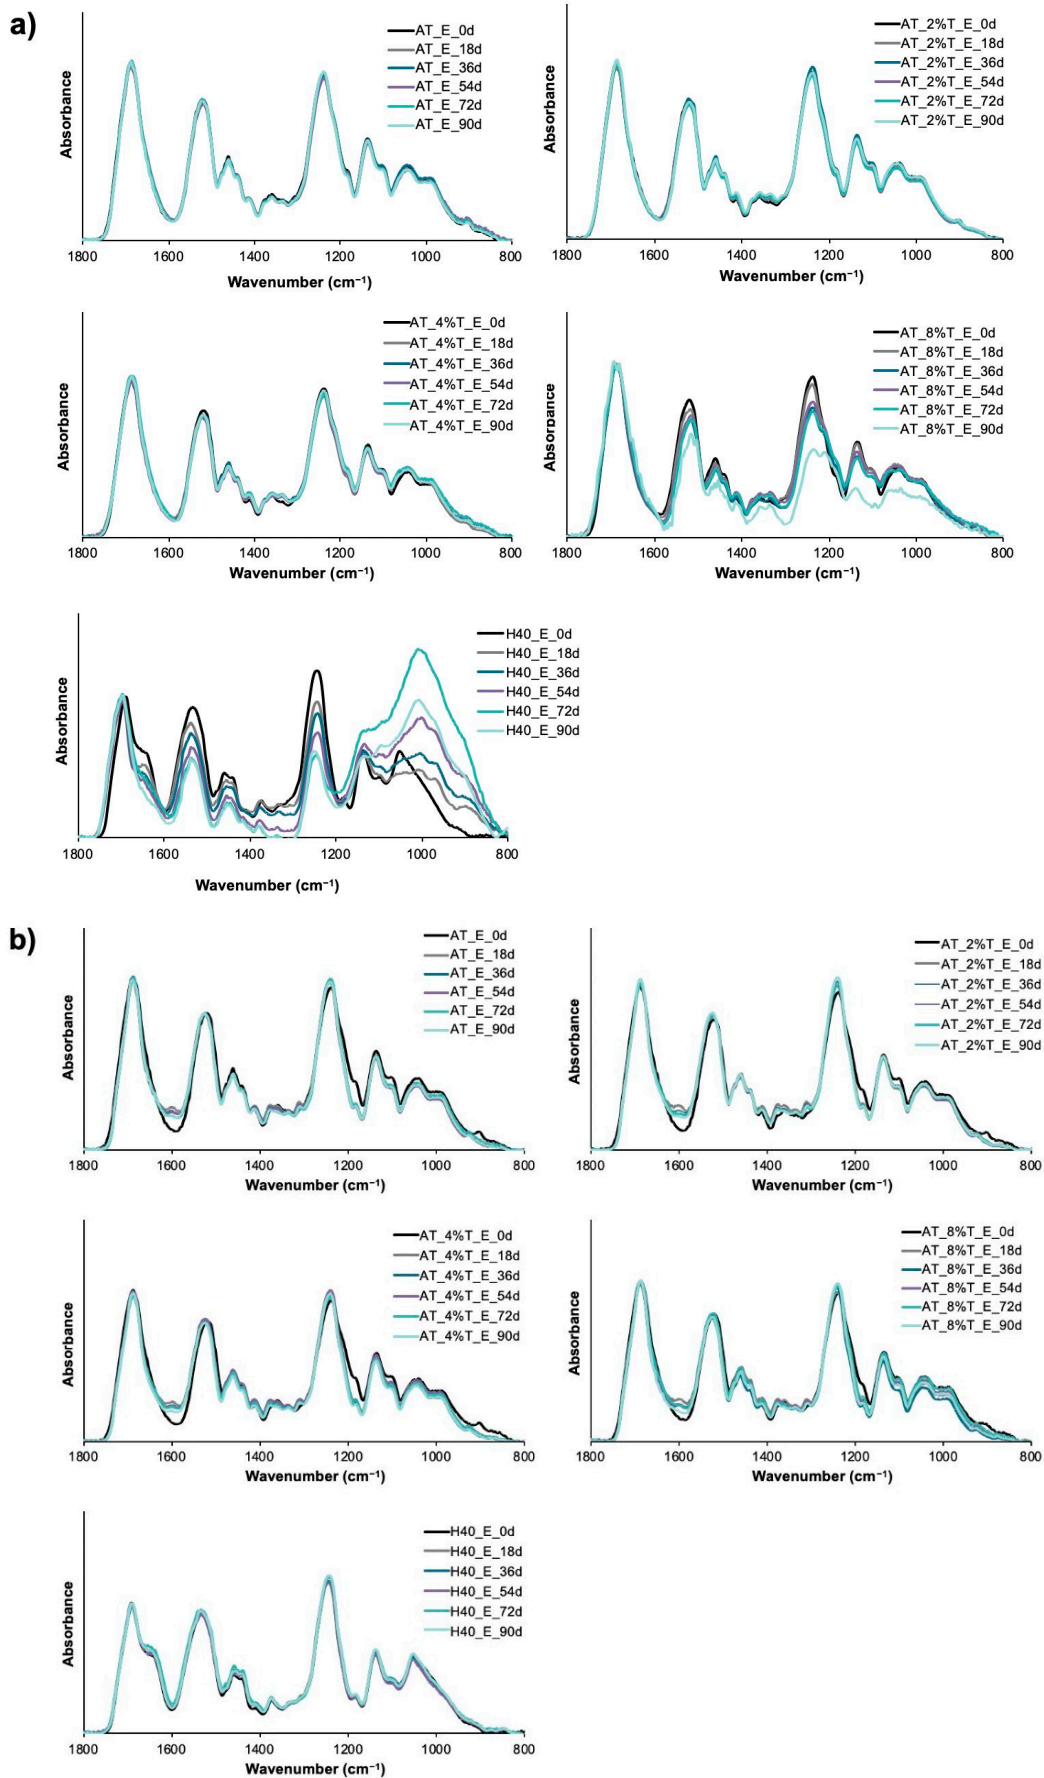 a)
Absorbance
AT_E_0d
AT_E_18d
AT_E_36d
AT_E_54d
AT_E_72d
AT_E_90d
1800 1600 1400 1200 1000 800
Wavenumber (cm⁻¹)
Absorbance
AT_2%T_E_0d
AT_2%T_E_18d
AT_2%T_E_36d
AT_2%T_E_54d
AT_2%T_E_72d
AT_2%T_E_90d
1800 1600 1400 1200 1000 800
Wavenumber (cm⁻¹)
Absorbance
AT_4%T_E_0d
AT_4%T_E_18d
AT_4%T_E_36d
AT_4%T_E_54d
AT_4%T_E_72d
AT_4%T_E_90d
1800 1600 1400 1200 1000 800
Wavenumber (cm⁻¹)
Absorbance
AT_8%T_E_0d
AT_8%T_E_18d
AT_8%T_E_36d
AT_8%T_E_54d
AT_8%T_E_72d
AT_8%T_E_90d
1800 1600 1400 1200 1000 800
Wavenumber (cm⁻¹)
Absorbance
H40_E_0d
H40_E_18d
H40_E_36d
H40_E_54d
H40_E_72d
H40_E_90d
1800 1600 1400 1200 1000 800
Wavenumber (cm⁻¹)
b)
Absorbance
AT_E_0d
AT_E_18d
AT_E_36d
AT_E_54d
AT_E_72d
AT_E_90d
1800 1600 1400 1200 1000 800
Wavenumber (cm⁻¹)
Absorbance
AT_2%T_E_0d
AT_2%T_E_18d
AT_2%T_E_36d
AT_2%T_E_54d
AT_2%T_E_72d
AT_2%T_E_90d
1800 1600 1400 1200 1000 800
Wavenumber (cm⁻¹)
Absorbance
AT_4%T_E_0d
AT_4%T_E_18d
AT_4%T_E_36d
AT_4%T_E_54d
AT_4%T_E_72d
AT_4%T_E_90d
1800 1600 1400 1200 1000 800
Wavenumber (cm⁻¹)
Absorbance
AT_8%T_E_0d
AT_8%T_E_18d
AT_8%T_E_36d
AT_8%T_E_54d
AT_8%T_E_72d
AT_8%T_E_90d
1800 1600 1400 1200 1000 800
Wavenumber (cm⁻¹)
Absorbance
H40_E_0d
H40_E_18d
H40_E_36d
H40_E_54d
H40_E_72d
H40_E_90d
1800 1600 1400 1200 1000 800
Wavenumber (cm⁻¹)